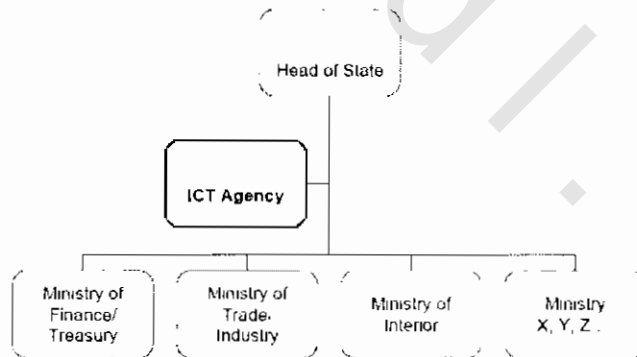 Head of State
ICT Agency
Ministry of
Finance/
Treasury
Ministry of
Trade,
Industry
Ministry of
Interior
Ministry
X, Y, Z .